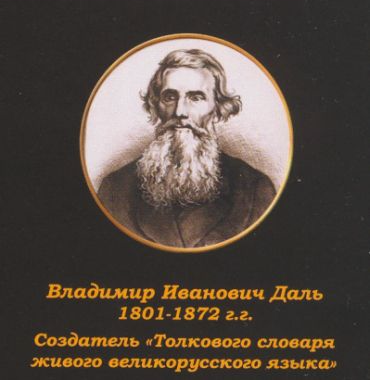 Владимир Иванович Даль
1801-1872 г.г.
Создатель «Толкового словаря
живого великорусского языка»